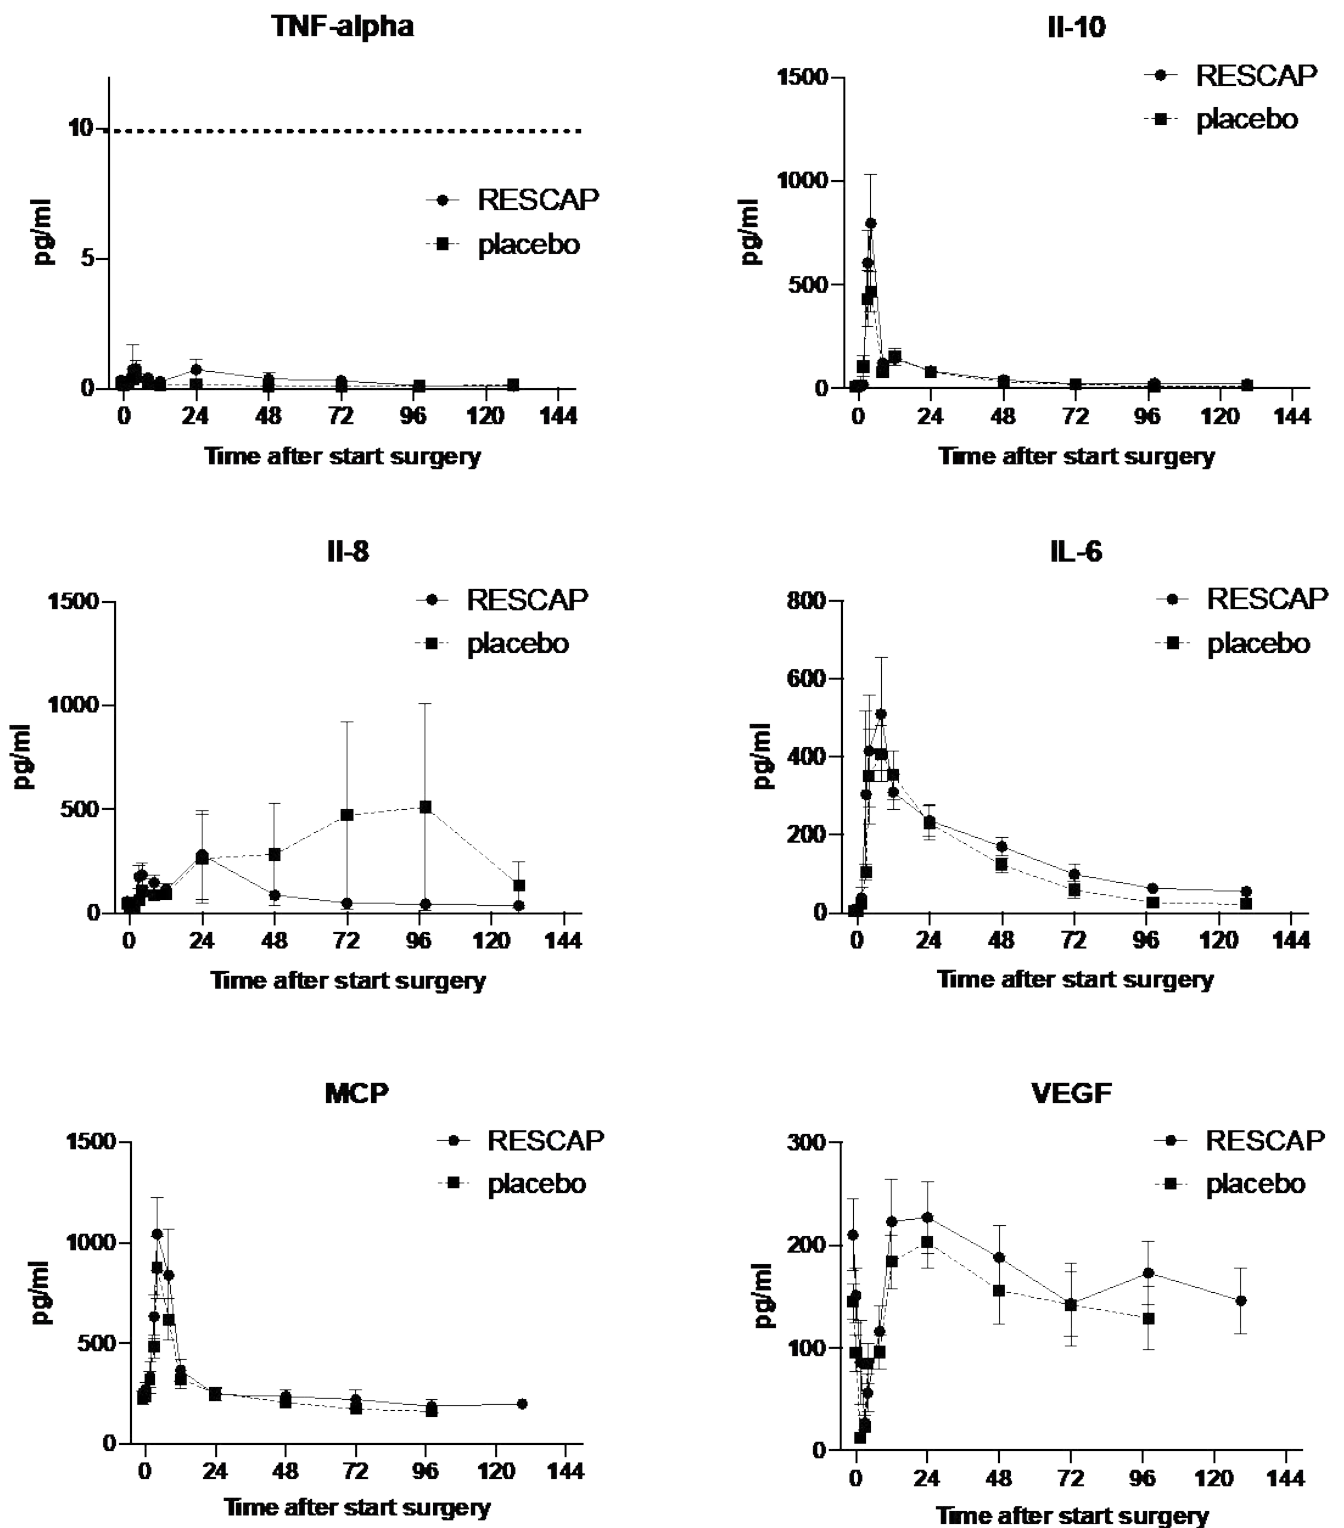 TNF-alpha
10
5
0
pg/ml
RESCAP
placebo
0 24 48 72 96 120 144
Time after start surgery
Il-10
1500
1000
500
0
pg/ml
RESCAP
placebo
0 24 48 72 96 120 144
Time after start surgery
Il-8
1500
1000
500
0
pg/ml
RESCAP
placebo
0 24 48 72 96 120 144
Time after start surgery
IL-6
800
600
400
200
0
pg/ml
RESCAP
placebo
0 24 48 72 96 120 144
Time after start surgery
MCP
1500
1000
500
0
pg/ml
RESCAP
placebo
0 24 48 72 96 120 144
Time after start surgery
VEGF
300
200
100
0
pg/ml
RESCAP
placebo
0 24 48 72 96 120 144
Time after start surgery